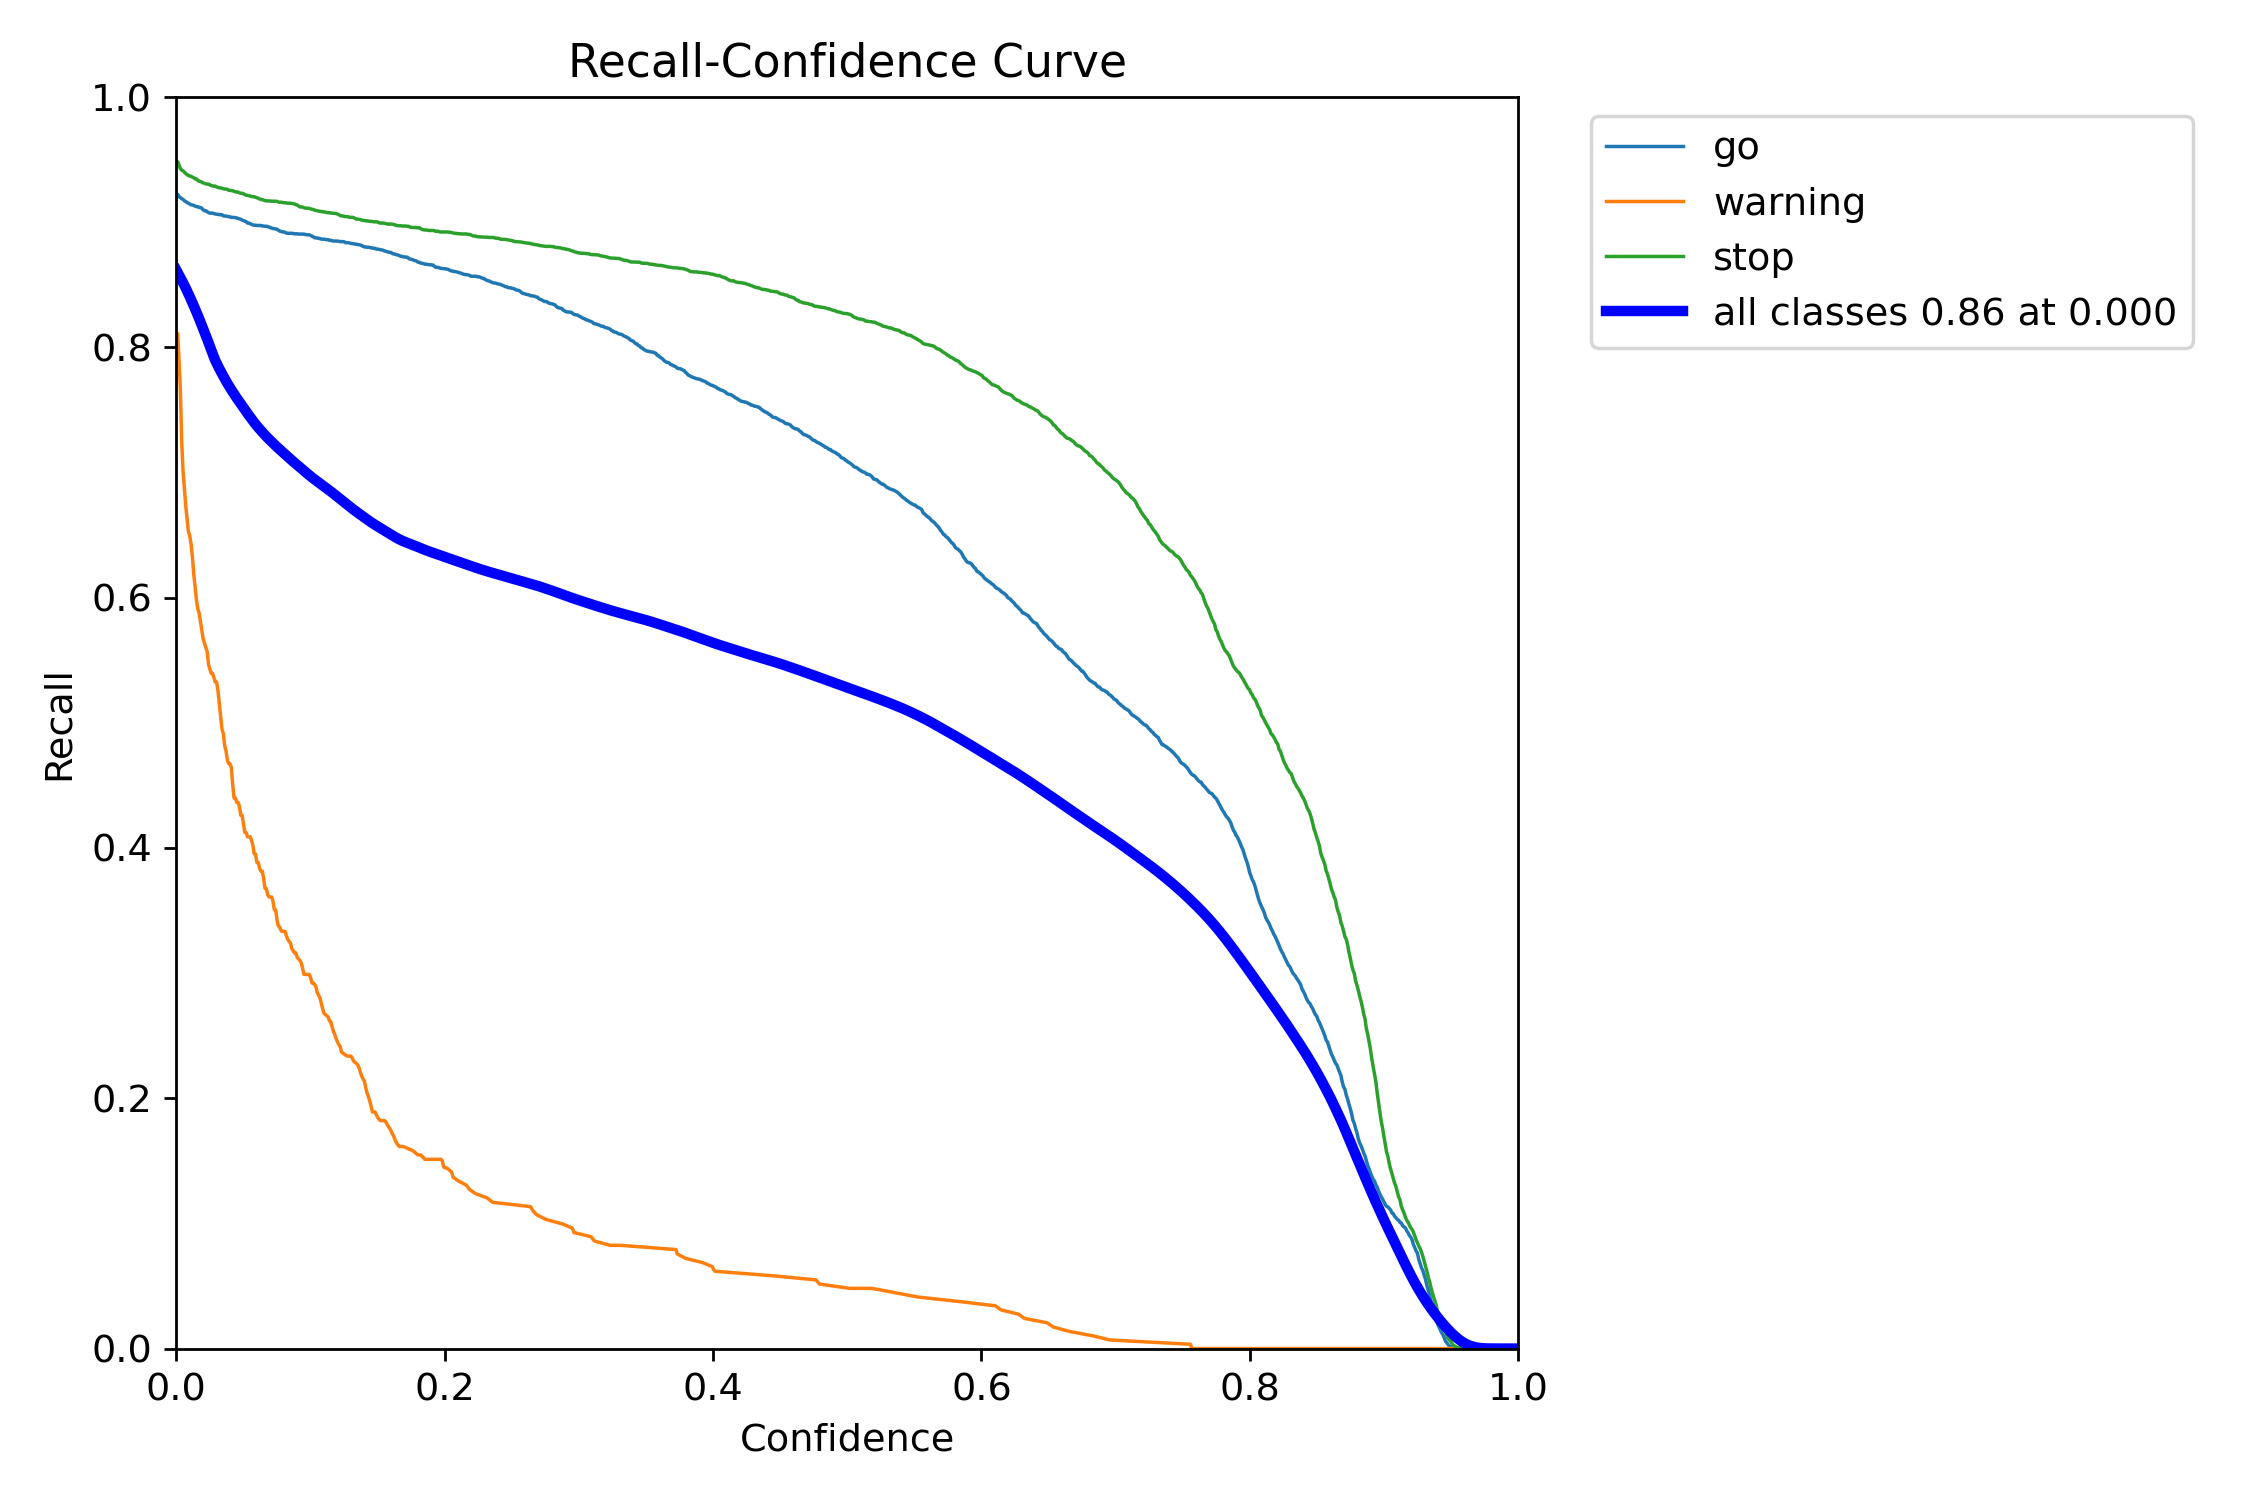 Recall-Confidence Curve
1.0
0.8
0.6
0.4
0.2
0.0
Recall
0.0 0.2 0.4 0.6 0.8 1.0
Confidence
go
warning
stop
all classes 0.86 at 0.000